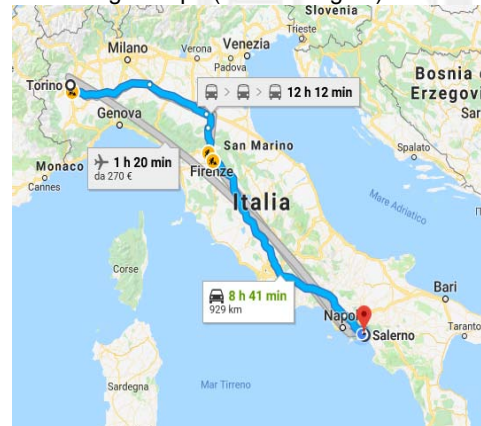 Slovenia
Trieste
Milano
Verona
Venezia
Padova
Torino
12 h 12 min
Bosnia
Erzegovi
Sar
Genova
San Marino
Spalato
Monaco
Cannes
1 h 20 min
da 270 €
Firenze
Italia
Mare Adriatico
Corse
8 h 41 min
929 km
Bari
Napo
Salerno
Taranto
Sardegna
Mar Tirreno